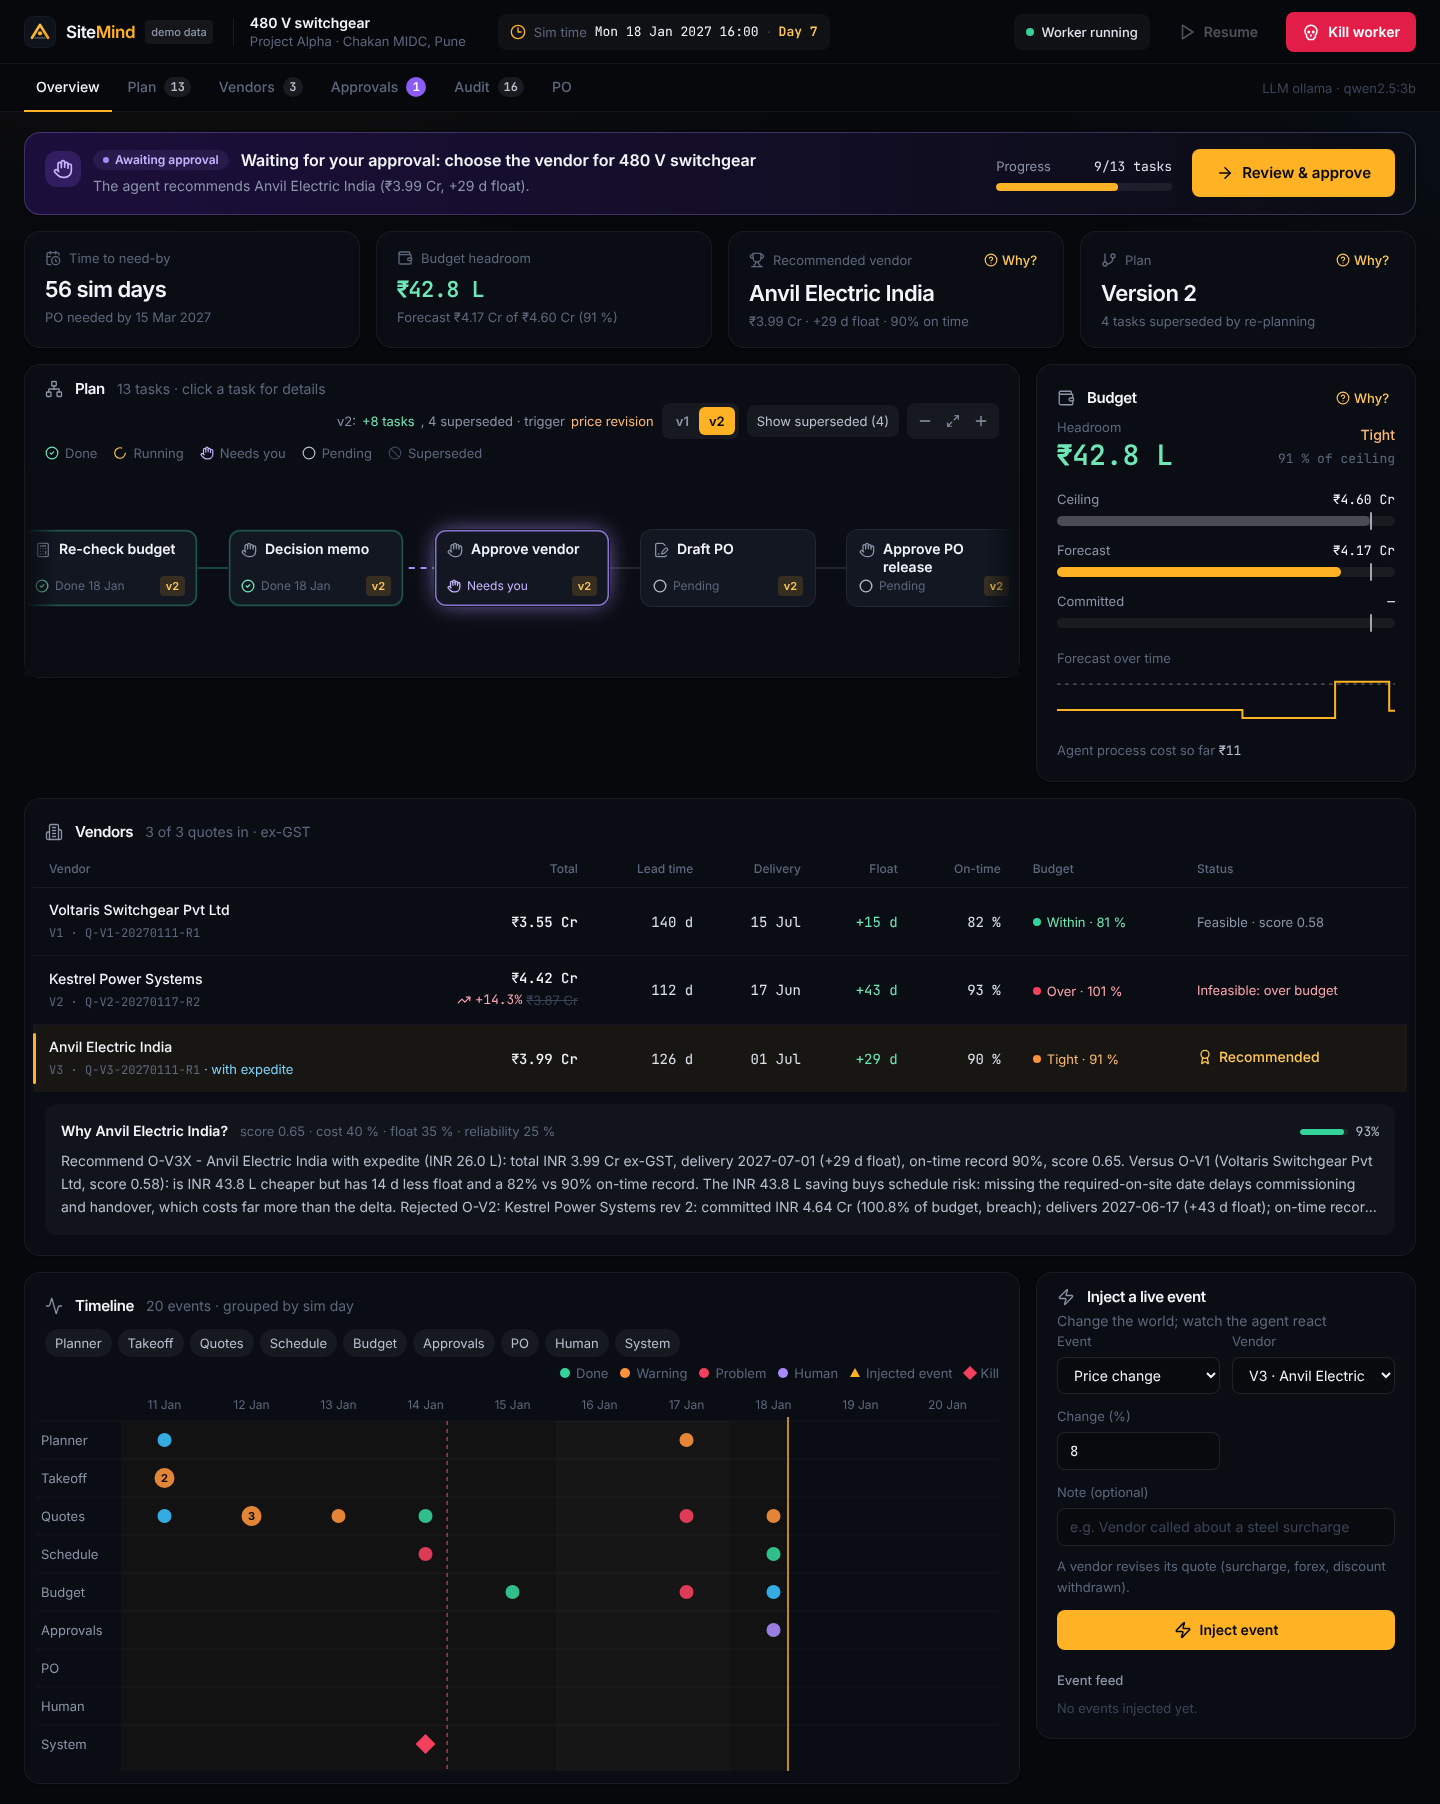 SiteMind demo data
480 V switchgear
Project Alpha · Chakan MIDC, Pune
Sim time Mon 18 Jan 2027 16:00 · Day 7
Worker running
Resume
Kill worker
Overview
Plan 13
Vendors 3
Approvals 1
Audit 16
PO
LLM ollama · qwen2.5:3b
Awaiting approval
Waiting for your approval: choose the vendor for 480 V switchgear
The agent recommends Anvil Electric India (₹3.99 Cr, +29 d float).
Progress 9/13 tasks
Review & approve
Time to need-by
56 sim days
PO needed by 15 Mar 2027
Budget headroom
₹42.8 L
Forecast ₹4.17 Cr of ₹4.60 Cr (91 %)
Recommended vendor Why?
Anvil Electric India
₹3.99 Cr · +29 d float · 90% on time
Plan Why?
Version 2
4 tasks superseded by re-planning
Plan 13 tasks · click a task for details
v2: +8 tasks , 4 superseded · trigger price revision
v1 v2
Show superseded (4)
Done Running Needs you Pending Superseded
Re-check budget
Done 18 Jan v2
Decision memo
Done 18 Jan v2
Approve vendor
Needs you v2
Draft PO
Pending v2
Approve PO
release
Pending v2
Budget Why?
Headroom
₹42.8 L
Tight
91 % of ceiling
Ceiling ₹4.60 Cr
Forecast ₹4.17 Cr
Committed –
Forecast over time
Agent process cost so far ₹11
Vendors 3 of 3 quotes in · ex-GST
Vendor Total Lead time Delivery Float On-time Budget Status
Voltaris Switchgear Pvt Ltd
V1 · Q-V1-20270111-R1
₹3.55 Cr 140 d 15 Jul +15 d 82 % Within · 81 % Feasible · score 0.58
Kestrel Power Systems
V2 · Q-V2-20270117-R2
₹4.42 Cr
+14.3% ₹3.87 Cr
112 d 17 Jun +43 d 93 % Over · 101 % Infeasible: over budget
Anvil Electric India
V3 · Q-V3-20270111-R1 · with expedite
₹3.99 Cr 126 d 01 Jul +29 d 90 % Tight · 91 % Recommended
Why Anvil Electric India? score 0.65 · cost 40 % · float 35 % · reliability 25 % 93%
Recommend O-V3X - Anvil Electric India with expedite (INR 26.0 L): total INR 3.99 Cr ex-GST, delivery 2027-07-01 (+29 d float), on-time record 90%, score 0.65. Versus O-V1 (Voltaris Switchgear Pvt
Ltd, score 0.58): is INR 43.8 L cheaper but has 14 d less float and a 82% vs 90% on-time record. The INR 43.8 L saving buys schedule risk: missing the required-on-site date delays commissioning
and handover, which costs far more than the delta. Rejected O-V2: Kestrel Power Systems rev 2: committed INR 4.64 Cr (100.8% of budget, breach); delivers 2027-06-17 (+43 d float); on-time recor...
Timeline 20 events · grouped by sim day
Planner Takeoff Quotes Schedule Budget Approvals PO Human System
Done Warning Problem Human Injected event Kill
11 Jan 12 Jan 13 Jan 14 Jan 15 Jan 16 Jan 17 Jan 18 Jan 19 Jan 20 Jan
Planner
Takeoff 2
Quotes 3
Schedule
Budget
Approvals
PO
Human
System
Inject a live event
Change the world; watch the agent react
Event Vendor
Price change V3 · Anvil Electric
Change (%)
8
Note (optional)
e.g. Vendor called about a steel surcharge
A vendor revises its quote (surcharge, forex, discount
withdrawn).
Inject event
Event feed
No events injected yet.